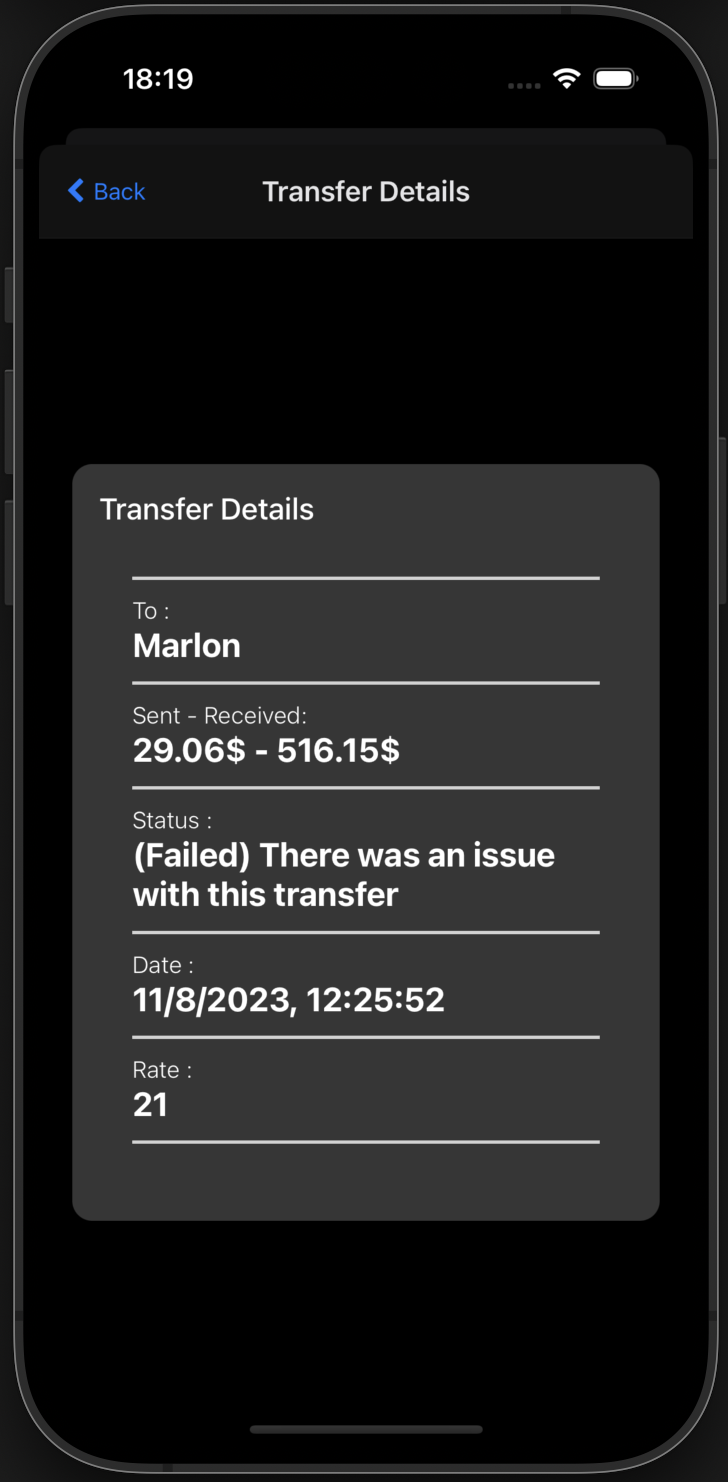 18:19
Back
Transfer Details
Transfer Details
To :
Marlon
Sent - Received:
29.06$ - 516.15$
Status :
(Failed) There was an issue
with this transfer
Date :
11/8/2023, 12:25:52
Rate :
21